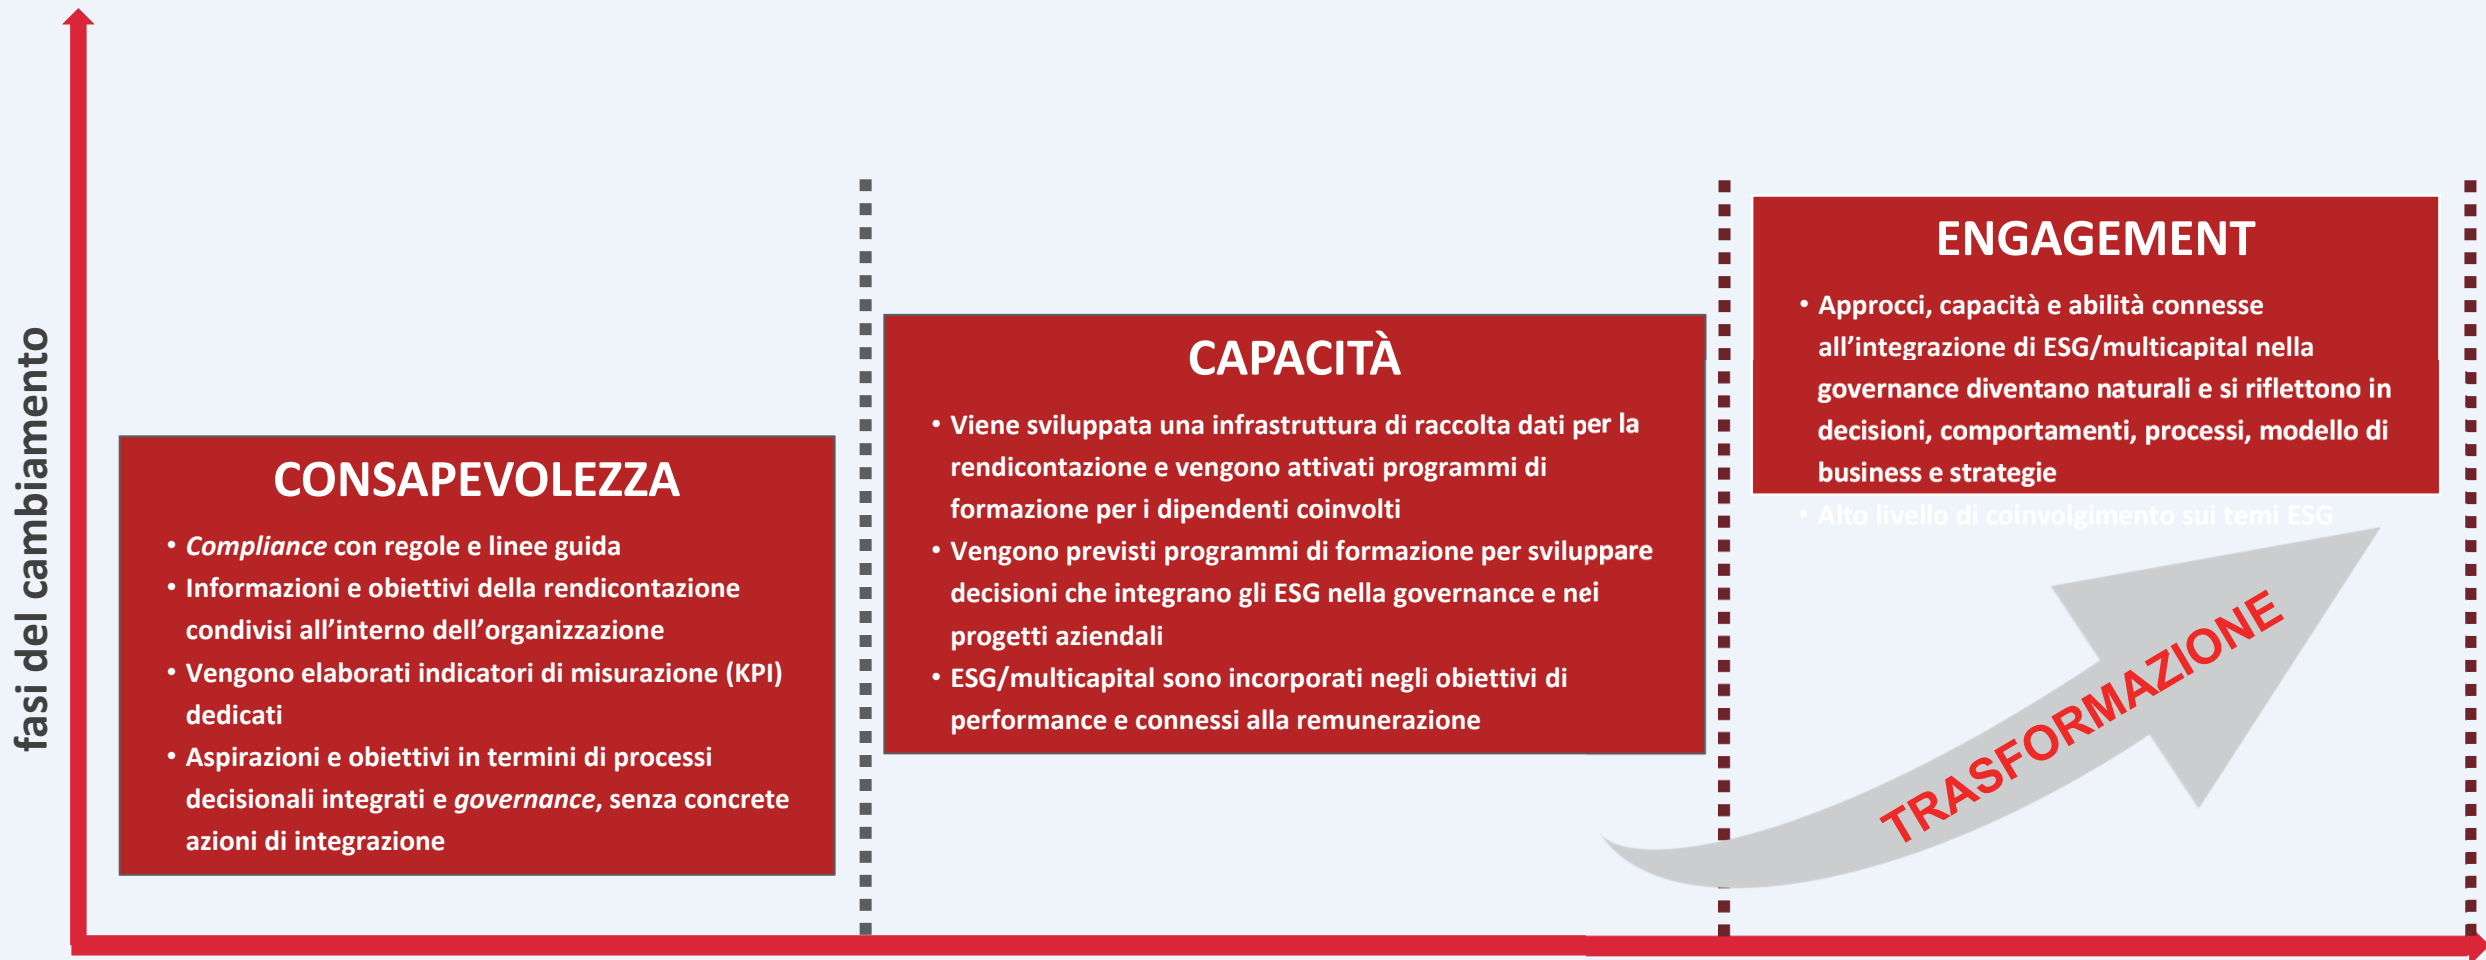 fasi del cambiamento
CONSAPEVOLEZZA
• Compliance con regole e linee guida
• Informazioni e obiettivi della rendicontazione
condivisi all’interno dell’organizzazione
• Vengono elaborati indicatori di misurazione (KPI)
dedicati
• Aspirazioni e obiettivi in termini di processi
decisionali integrati e governance, senza concrete
azioni di integrazione
CAPACITÀ
• Viene sviluppata una infrastruttura di raccolta dati per la
rendicontazione e vengono attivati programmi di
formazione per i dipendenti coinvolti
• Vengono previsti programmi di formazione per sviluppare
decisioni che integrano gli ESG nella governance e nei
progetti aziendali
• ESG/multicapital sono incorporati negli obiettivi di
performance e connessi alla remunerazione
ENGAGEMENT
• Approcci, capacità e abilità connesse
all’integrazione di ESG/multicapital nella
governance diventano naturali e si riflettono in
decisioni, comportamenti, processi, modello di
business e strategie
• Alto livello di coinvolgimento sui temi ESG
TRASFORMAZIONE